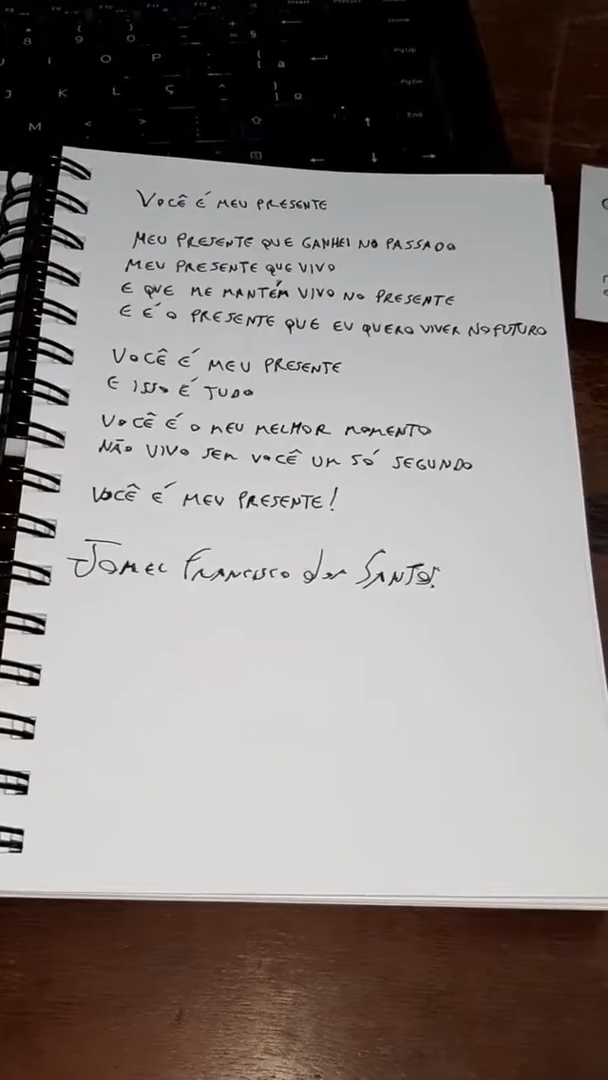 VOCÊ É MEU PRESENTE
MEU PRESENTE QUE GANHEI NO PASSADO
MEU PRESENTE QUE VIVO
E QUE ME MANTÉM VIVO NO PRESENTE
E É O PRESENTE QUE EU QUERO VIVER NO FUTURO
VOCÊ É MEU PRESENTE
E ISSO É TUDO
VOCÊ É O MEU MELHOR MOMENTO
NÃO VIVO SEM VOCÊ UM SÓ SEGUNDO
VOCÊ É MEU PRESENTE!
FRANCISCO dos SANTOS